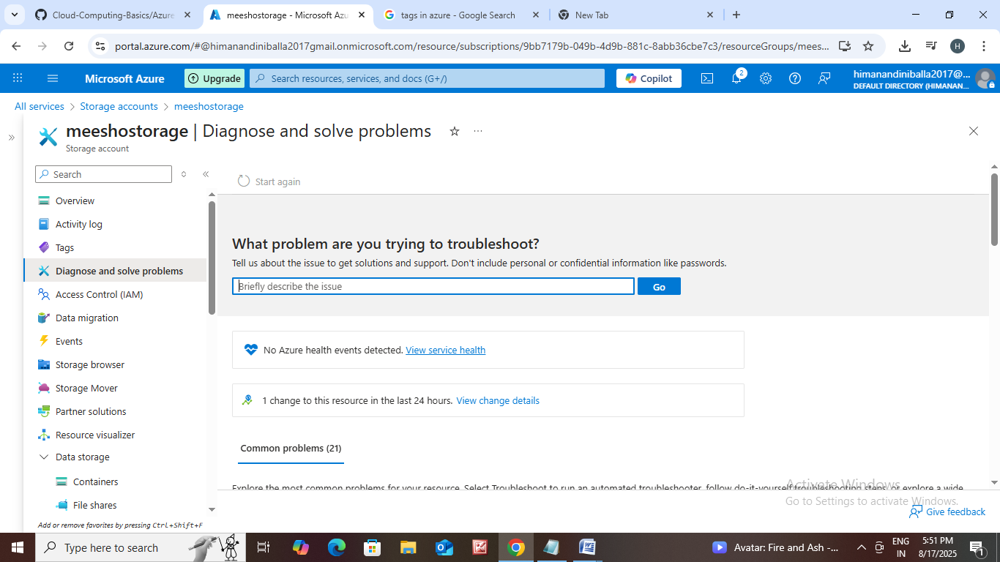 Cloud-Computing-Basics/Azure
meeshostorage - Microsoft Azu
tags in azure - Google Search
New Tab
portal.azure.com/#@himanandiniballa2017gmail.onmicrosoft.com/resource/subscriptions/9bb7179b-049b-4d9b-881c-8abb36cbe7c3/resourceGroups/mees...
H
Microsoft Azure
Upgrade
Search resources, services, and docs (G+/)
Copilot
2
himanandiniballa2017@...
DEFAULT DIRECTORY (HIMANAN...
All services > Storage accounts > meeshostorage
meeshostorage | Diagnose and solve problems
Storage account
Search
Overview
Activity log
Tags
Diagnose and solve problems
Access Control (IAM)
Data migration
Events
Storage browser
Storage Mover
Partner solutions
Resource visualizer
Data storage
Containers
File shares
Add or remove favorites by pressing Ctrl+Shift+F
Start again
What problem are you trying to troubleshoot?
Tell us about the issue to get solutions and support. Don't include personal or confidential information like passwords.
Briefly describe the issue
Go
No Azure health events detected. View service health
1 change to this resource in the last 24 hours. View change details
Common problems (21)
Explore the most common problems for your resource. Select Troubleshoot to run an automated troubleshooter, follow do-it-yourself troubleshooting steps, or explore a wide
Activate Windows
Go to Settings to activate Windows.
Give feedback
Type here to search
Avatar: Fire and Ash -...
ENG
IN
5:51 PM
8/17/2025
1